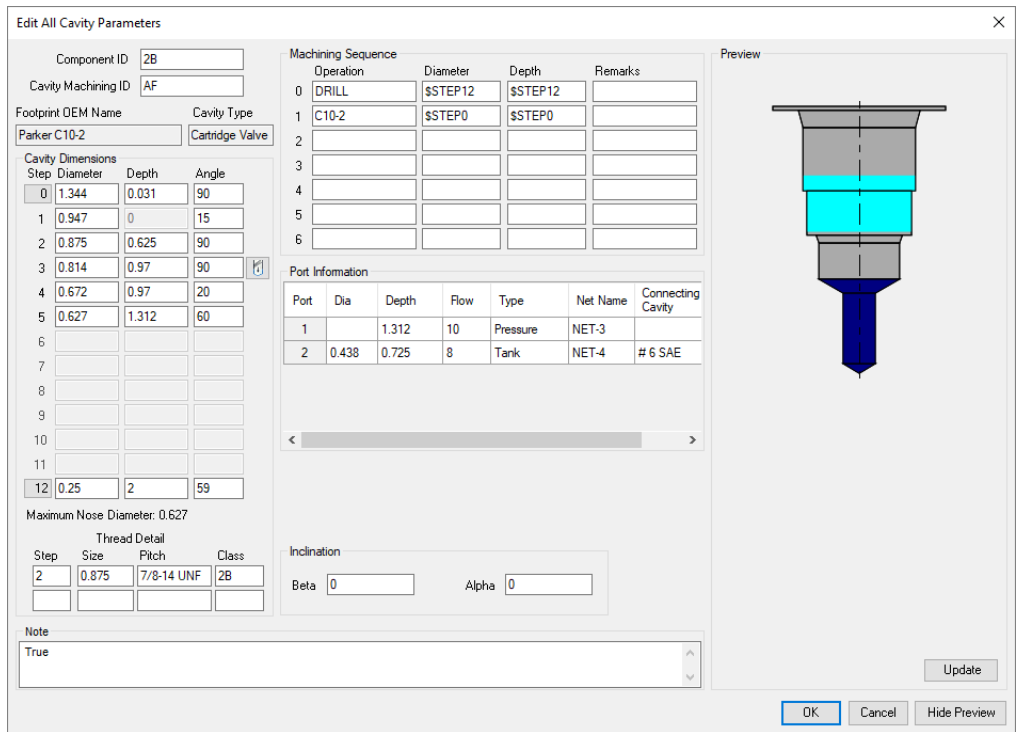 Edit All Cavity Parameters
Component ID 2B
Cavity Machining ID AF
Footprint OEM Name Cavity Type
Parker C10-2 Cartridge Valve
Cavity Dimensions
Step Diameter Depth Angle
0 1.344 0.031 90
1 0.947 0 15
2 0.875 0.625 90
3 0.814 0.97 90
4 0.672 0.97 20
5 0.627 1.312 60
6
7
8
9
10
11
12 0.25 2 59
Maximum Nose Diameter: 0.627
Thread Detail
Step Size Pitch Class
2 0.875 7/8-14 UNF 2B
Machining Sequence
Operation Diameter Depth Remarks
0 DRILL $STEP12 $STEP12
1 C10-2 $STEP0 $STEP0
2
3
4
5
6
Port Information
Port Dia Depth Flow Type Net Name Connecting Cavity
1 1.312 10 Pressure NET-3
2 0.438 0.725 8 Tank NET-4 # 6 SAE
Inclination
Beta 0 Alpha 0
Note
True
Preview
Update
OK Cancel Hide Preview